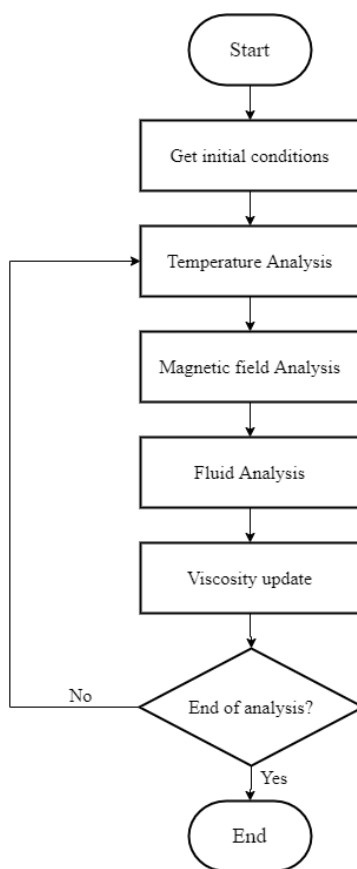 Start
Get initial conditions
Temperature Analysis
Magnetic field Analysis
Fluid Analysis
Viscosity update
End of analysis?
No
Yes
End